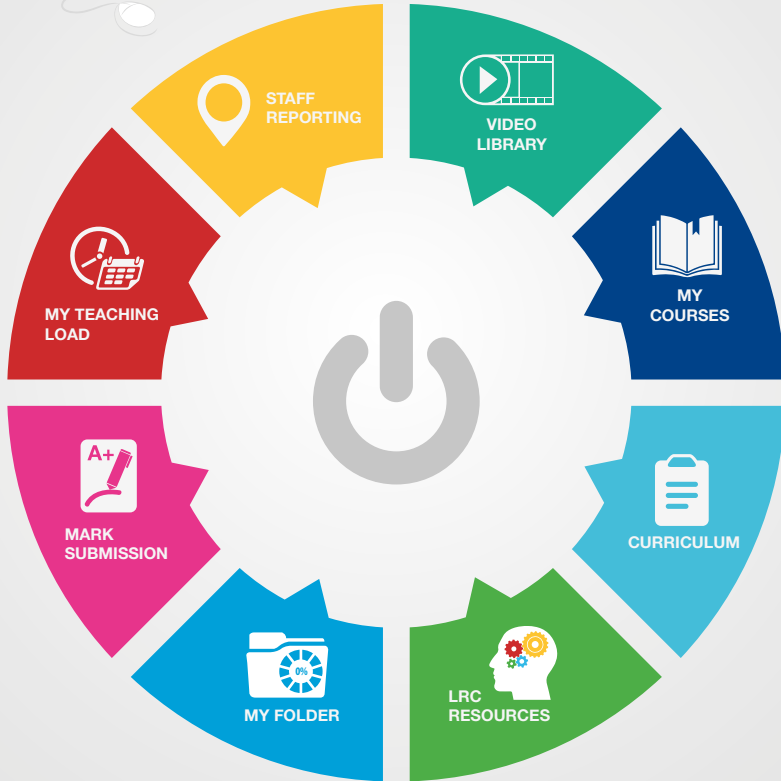 STAFF
REPORTING
VIDEO
LIBRARY
MY
COURSES
CURRICULUM
LRC
RESOURCES
0%
MY FOLDER
A+
MARK
SUBMISSION
MY TEACHING
LOAD